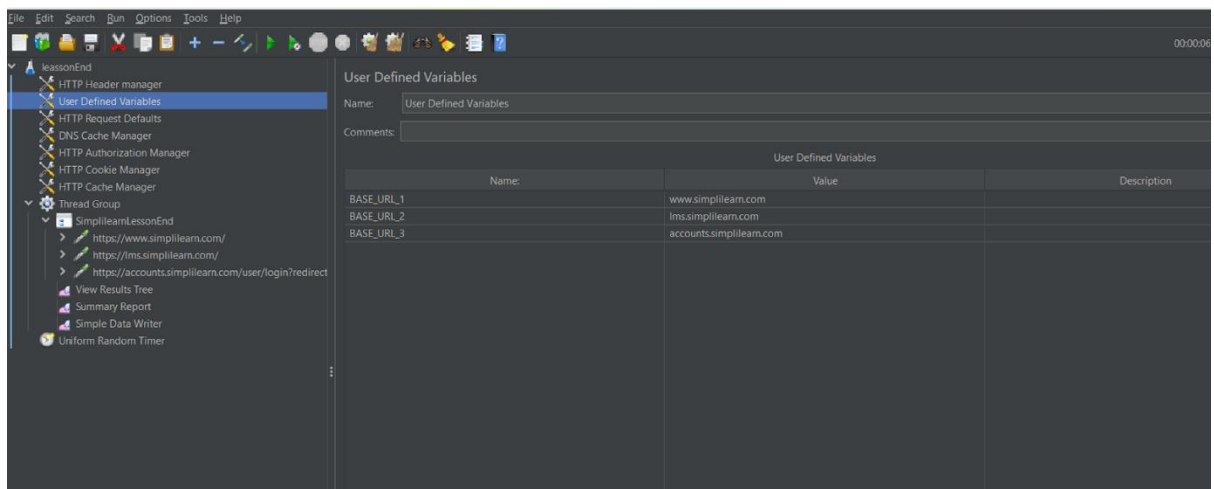 File Edit Search Run Options Tools Help
00:00:06
leassonEnd
HTTP Header manager
User Defined Variables
HTTP Request Defaults
DNS Cache Manager
HTTP Authorization Manager
HTTP Cookie Manager
HTTP Cache Manager
Thread Group
SimplilearnLessonEnd
https://www.simplilearn.com/
https://lms.simplilearn.com/
https://accounts.simplilearn.com/user/login?redirect
View Results Tree
Summary Report
Simple Data Writer
Uniform Random Timer
User Defined Variables
Name: User Defined Variables
Comments:
User Defined Variables
Name: Value Description
BASE_URL_1 www.simplilearn.com
BASE_URL_2 lms.simplilearn.com
BASE_URL_3 accounts.simplilearn.com